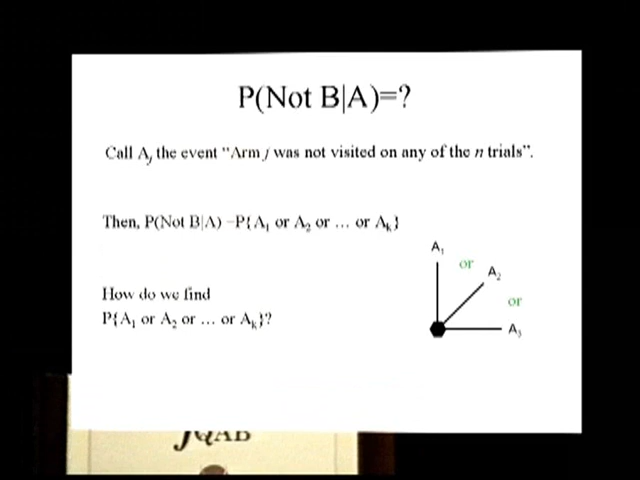 P(Not B|A)=?
Call Aj the event "Arm j was not visited on any of the n trials".
Then, P(Not B|A) =P{A1 or A2 or ... or Ak}
A1
or
A2
How do we find
or
P{A1 or A2 or ... or Ak}?
A3
JQAB